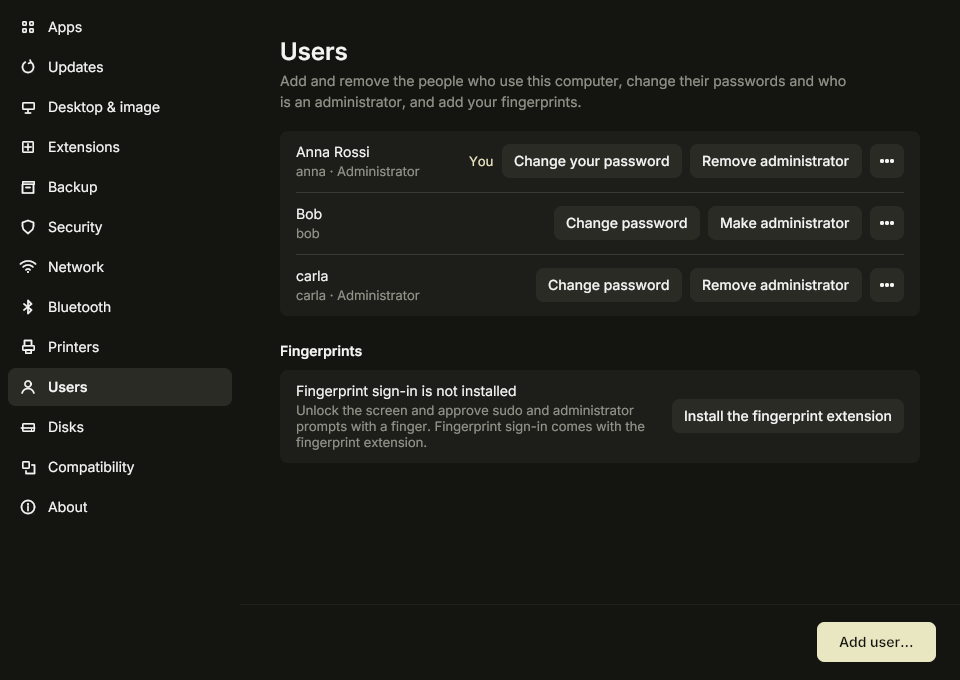 Apps
Updates
Desktop & image
Extensions
Backup
Security
Network
Bluetooth
Printers
Users
Disks
Compatibility
About
Users
Add and remove the people who use this computer, change their passwords and who
is an administrator, and add your fingerprints.
Anna Rossi
anna · Administrator
You
Change your password
Remove administrator
Bob
bob
Change password
Make administrator
carla
carla · Administrator
Change password
Remove administrator
Fingerprints
Fingerprint sign-in is not installed
Unlock the screen and approve sudo and administrator
prompts with a finger. Fingerprint sign-in comes with the
fingerprint extension.
Install the fingerprint extension
Add user...